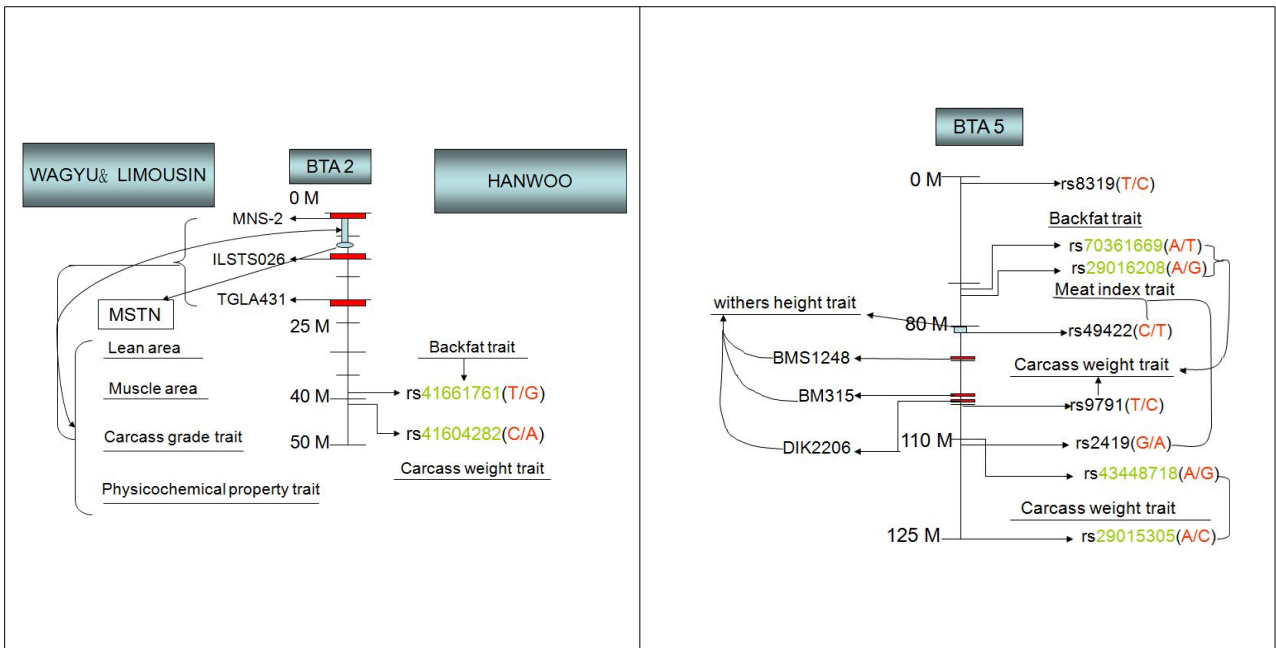 WAGYU& LIMOUSIN
BTA 2
HANWOO
0 M
MNS-2
ILSTS026
TGLA431
MSTN
25 M
Lean area
Backfat trait
Muscle area
40 M
rs41661761(T/G)
Carcass grade trait
50 M
rs41604282(C/A)
Carcass weight trait
Physicochemical property trait
BTA 5
0 M
rs8319(T/C)
Backfat trait
rs70361669(A/T)
rs29016208(A/G)
Meat index trait
withers height trait
80 M
rs49422(C/T)
BMS1248
Carcass weight trait
BM315
rs9791(T/C)
DIK2206
110 M
rs2419(G/A)
rs43448718(A/G)
Carcass weight trait
125 M
rs29015305(A/C)